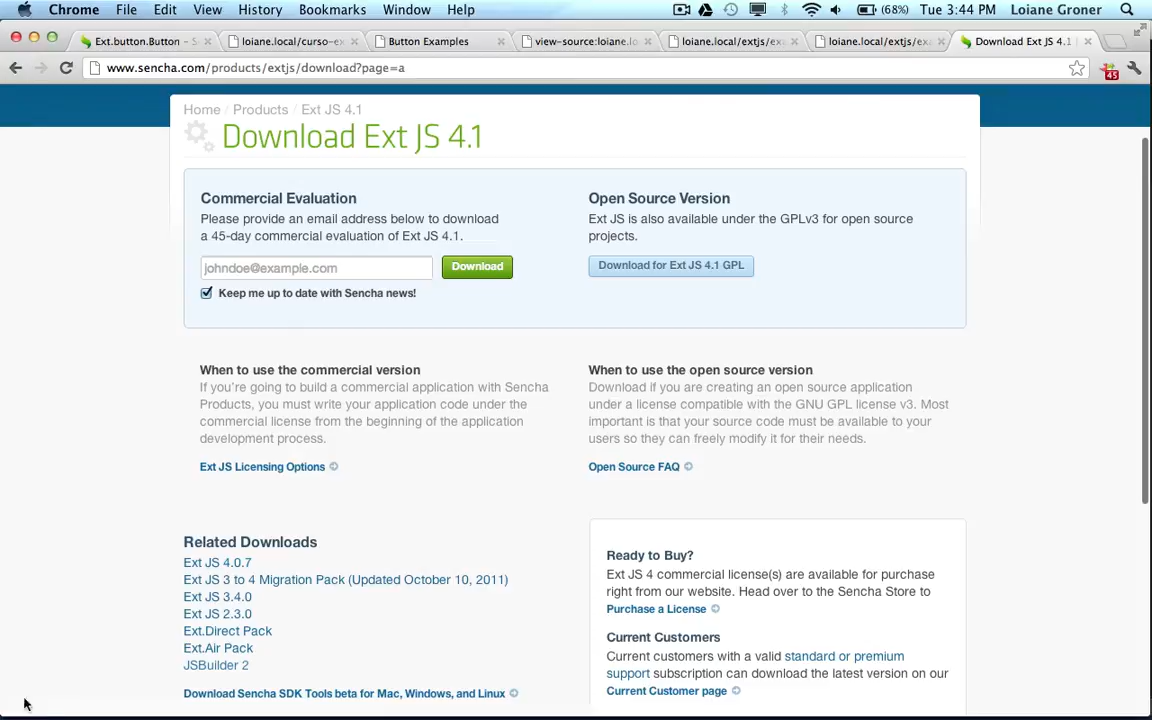 Chrome File Edit View History Bookmarks Window Help (68%) Tue 3:44 PM Loiane Groner
Ext.button.Button - S loiane.local/curso-ex Button Examples view-source:loiane.lo loiane.local/extjs/exa loiane.local/extjs/exa Download Ext JS 4.1
www.sencha.com/products/extjs/download?page=a
45
Home / Products / Ext JS 4.1
Download Ext JS 4.1
Commercial Evaluation
Please provide an email address below to download
a 45-day commercial evaluation of Ext JS 4.1.
johndoe@example.com Download
Keep me up to date with Sencha news!
Open Source Version
Ext JS is also available under the GPLv3 for open source
projects.
Download for Ext JS 4.1 GPL
When to use the commercial version
If you're going to build a commercial application with Sencha
Products, you must write your application code under the
commercial license from the beginning of the application
development process.
Ext JS Licensing Options
When to use the open source version
Download if you are creating an open source application
under a license compatible with the GNU GPL license v3. Most
important is that your source code must be available to your
users so they can freely modify it for their needs.
Open Source FAQ
Related Downloads
Ext JS 4.0.7
Ext JS 3 to 4 Migration Pack (Updated October 10, 2011)
Ext JS 3.4.0
Ext JS 2.3.0
Ext.Direct Pack
Ext.Air Pack
JSBuilder 2
Download Sencha SDK Tools beta for Mac, Windows, and Linux
Ready to Buy?
Ext JS 4 commercial license(s) are available for purchase
right from our website. Head over to the Sencha Store to
Purchase a License
Current Customers
Current customers with a valid standard or premium
support subscription can download the latest version on our
Current Customer page